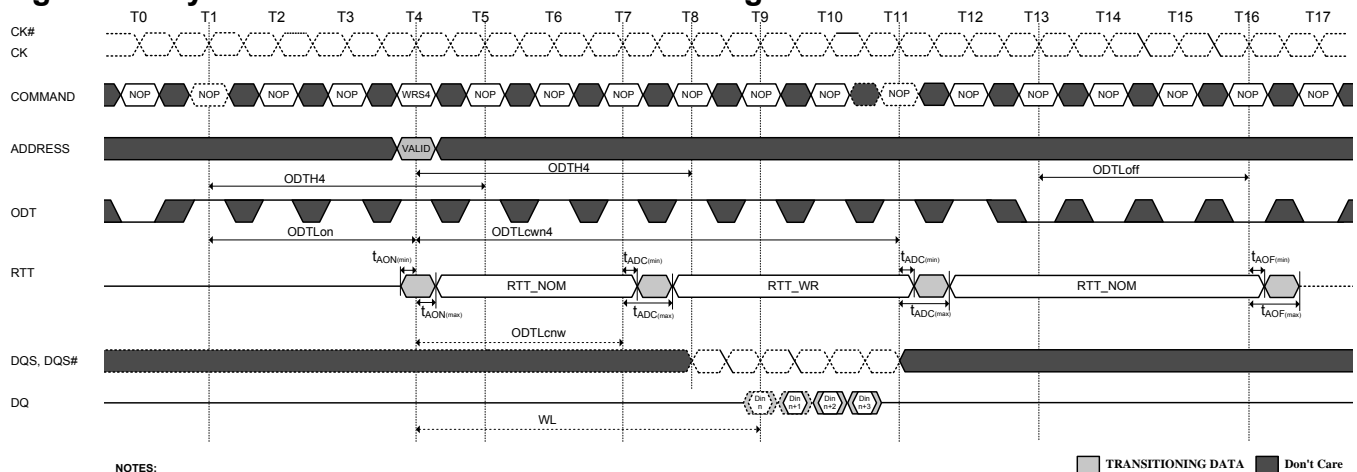 T0 T1 T2 T3 T4 T5 T6 T7 T8 T9 T10 T11 T12 T13 T14 T15 T16 T17
CK#
CK
COMMAND NOP NOP NOP NOP WRS4 NOP NOP NOP NOP NOP NOP NOP NOP NOP NOP NOP NOP NOP
ADDRESS VALID
ODTH4 ODTH4 ODTLoff
ODT
ODTLon ODTLcwn4
tAON(min) tADC(min) tADC(min) tAOF(min)
RTT RTT_NOM RTT_WR RTT_NOM
tAON(max) tADC(max) tADC(max) tAOF(max)
ODTLcnw
DQS, DQS#
DQ Din n Din n+1 Din n+2 Din n+3
WL
NOTES:
TRANSITIONING DATA Don't Care